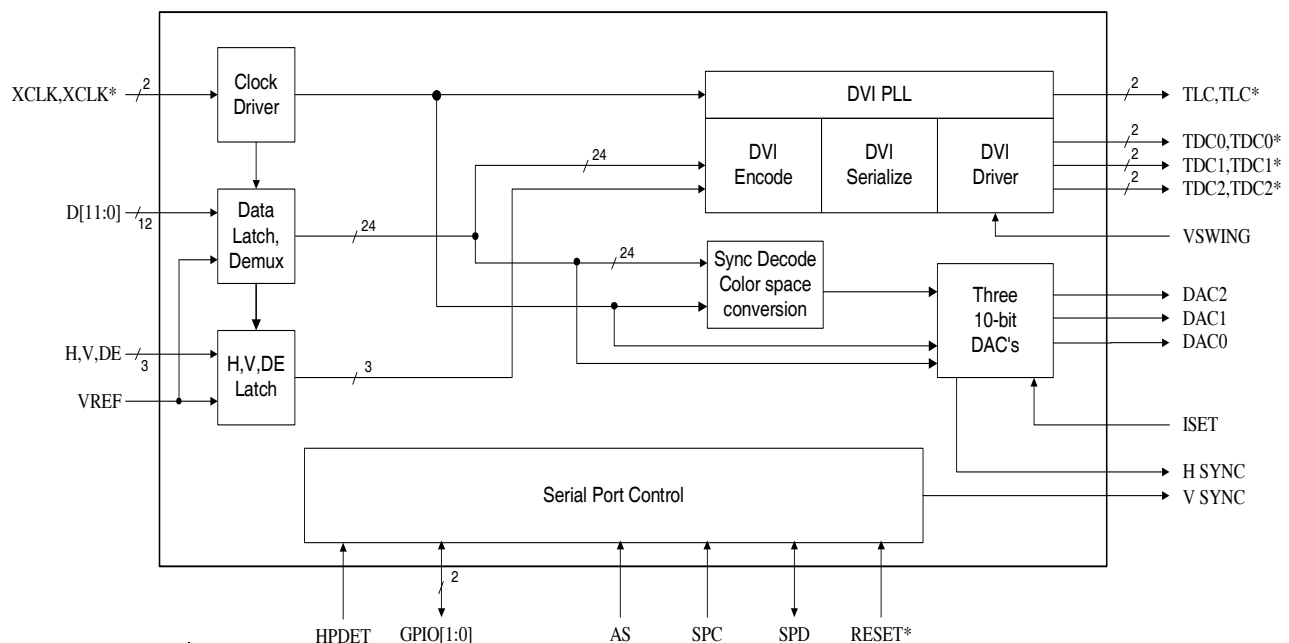 XCLK,XCLK*
2
Clock
Driver
DVI PLL
2
TLC,TLC*
24
DVI
Encode
DVI
Serialize
DVI
Driver
2
TDC0,TDC0*
2
TDC1,TDC1*
2
TDC2,TDC2*
D[11:0]
12
Data
Latch,
Demux
24
VSWING
24
Sync Decode
Color space
conversion
Three
10-bit
DAC's
DAC2
DAC1
DAC0
H,V,DE
3
H,V,DE
Latch
3
VREF
ISET
Serial Port Control
H SYNC
V SYNC
2
HPDET
GPIO[1:0]
AS
SPC
SPD
RESET*